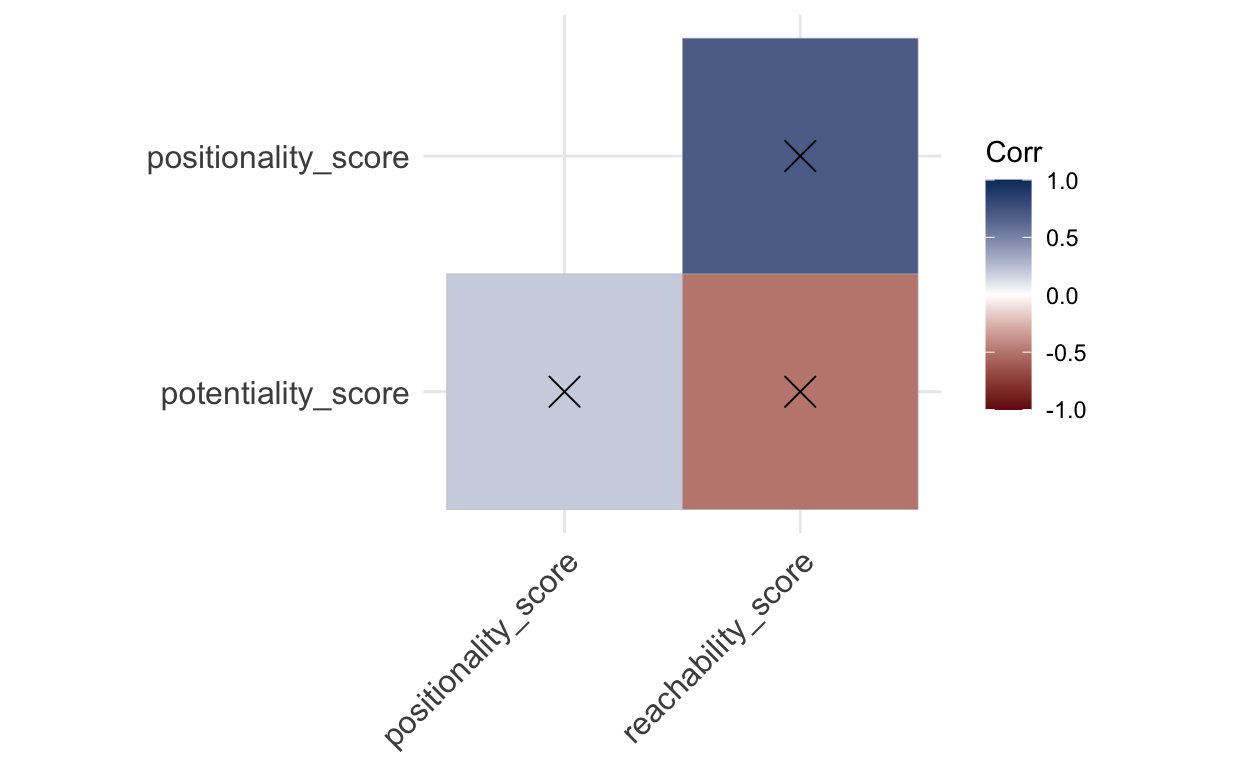 positionality_score
potentiality_score
positionality_score
reachability_score
Corr
1.0
0.5
0.0
-0.5
-1.0